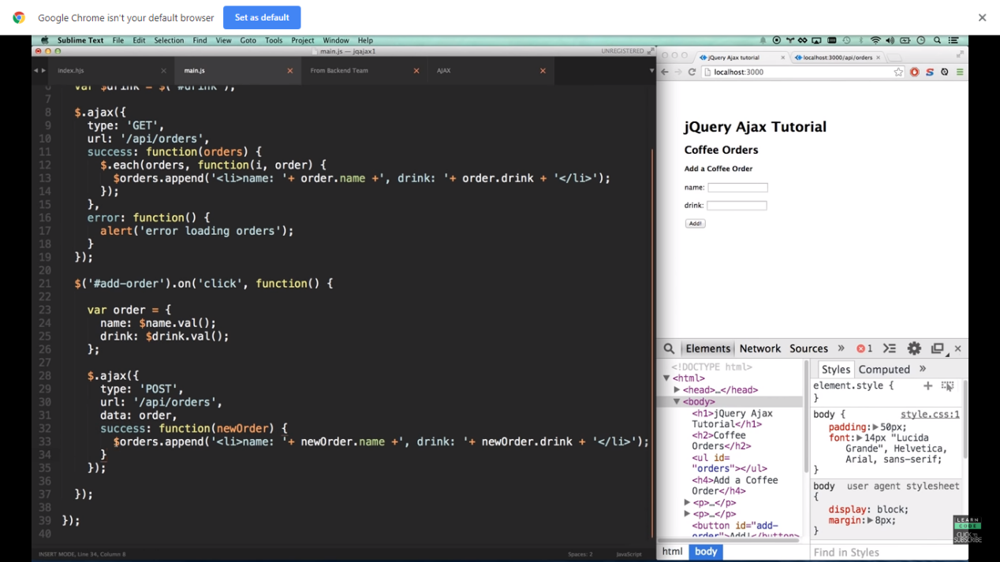 Google Chrome isn't your default browser
Set as default
Sublime Text File Edit Selection Find View Goto Tools Project Window Help
main.js — jqajax1
UNREGISTERED
index.hjs
main.js
From Backend Team
AJAX
var $drink = $('#drink');
7
8 $.ajax({
9 type: 'GET',
10 url: '/api/orders',
11 success: function(orders) {
12 $.each(orders, function(i, order) {
13 $orders.append('<li>name: '+ order.name +', drink: '+ order.drink + '</li>');
14 });
15 },
16 error: function() {
17 alert('error loading orders');
18 }
19 });
20
21 $('#add-order').on('click', function() {
22
23 var order = {
24 name: $name.val();
25 drink: $drink.val();
26 };
27
28 $.ajax({
29 type: 'POST',
30 url: '/api/orders',
31 data: order,
32 success: function(newOrder) {
33 $orders.append('<li>name: '+ newOrder.name +', drink: '+ newOrder.drink + '</li>');
34 }
35 });
36
37 });
38
39 });
40
INSERT MODE, Line 34, Column 8
Spaces: 2
JavaScript
jQuery Ajax tutorial
localhost:3000/api/orders
localhost:3000
jQuery Ajax Tutorial
Coffee Orders
Add a Coffee Order
name:
drink:
Add!
Elements Network Sources » 1
<!DOCTYPE html>
<html>
<head>…</head>
<body>
<h1>jQuery Ajax
Tutorial</h1>
<h2>Coffee
Orders</h2>
<ul id=
"orders"></ul>
<h4>Add a Coffee
Order</h4>
<p>…</p>
<p>…</p>
<button id="add-
order">Add!</button>
html body
Styles Computed »
element.style {
}
body { style.css:1
padding: 50px;
font: 14px "Lucida
Grande", Helvetica,
Arial, sans-serif;
}
body user agent stylesheet
{
display: block;
margin: 8px;
}
Find in Styles
LEARN
CODE
CLICK TO
SUBSCRIBE